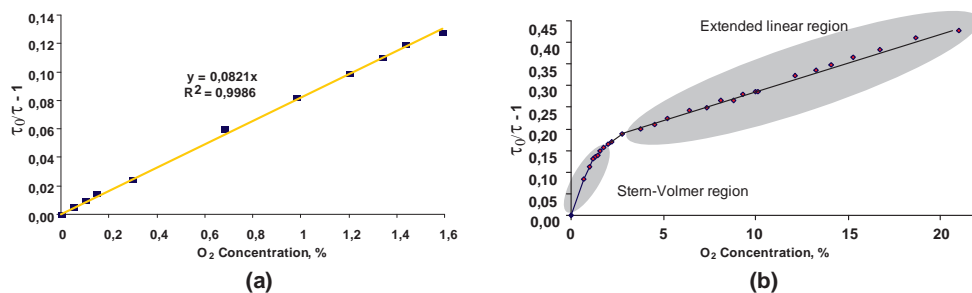 0,14
0,12
0,10
0,08
0,06
0,04
0,02
0,00
τ₀/τ - 1
y = 0,0821x
R² = 0,9986
0 0,2 0,4 0,6 0,8 1 1,2 1,4 1,6
O₂ Concentration, %
(a)
0,45
0,40
0,35
0,30
0,25
0,20
0,15
0,10
0,05
0,00
τ₀/τ - 1
Extended linear region
Stern-Volmer region
0 5 10 15 20
O₂ Concentration, %
(b)